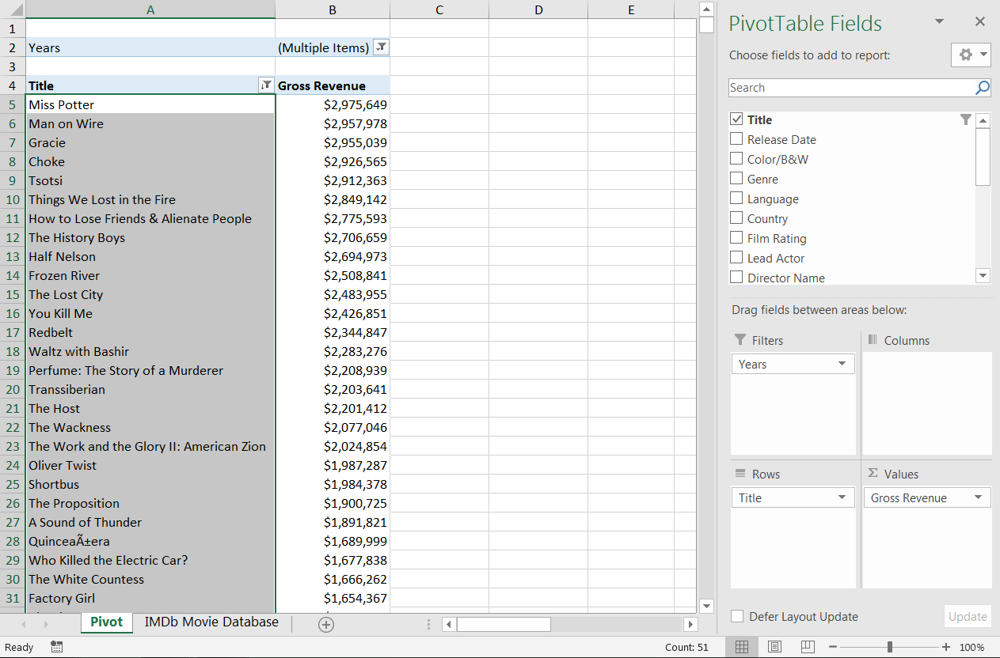 A B C D E
1
2 Years (Multiple Items)
3
4 Title Gross Revenue
5 Miss Potter $2,975,649
6 Man on Wire $2,957,978
7 Gracie $2,955,039
8 Choke $2,926,565
9 Tsotsi $2,912,363
10 Things We Lost in the Fire $2,849,142
11 How to Lose Friends & Alienate People $2,775,593
12 The History Boys $2,706,659
13 Half Nelson $2,694,973
14 Frozen River $2,508,841
15 The Lost City $2,483,955
16 You Kill Me $2,426,851
17 Redbelt $2,344,847
18 Waltz with Bashir $2,283,276
19 Perfume: The Story of a Murderer $2,208,939
20 Transsiberian $2,203,641
21 The Host $2,201,412
22 The Wackness $2,077,046
23 The Work and the Glory II: American Zion $2,024,854
24 Oliver Twist $1,987,287
25 Shortbus $1,984,378
26 The Proposition $1,900,725
27 A Sound of Thunder $1,891,821
28 QuinceaÃ±era $1,689,999
29 Who Killed the Electric Car? $1,677,838
30 The White Countess $1,666,262
31 Factory Girl $1,654,367
Pivot IMDb Movie Database
Ready Count: 51 100%
PivotTable Fields
Choose fields to add to report:
Search
Title
Release Date
Color/B&W
Genre
Language
Country
Film Rating
Lead Actor
Director Name
Drag fields between areas below:
Filters Columns
Years
Rows Σ Values
Title Gross Revenue
Defer Layout Update Update